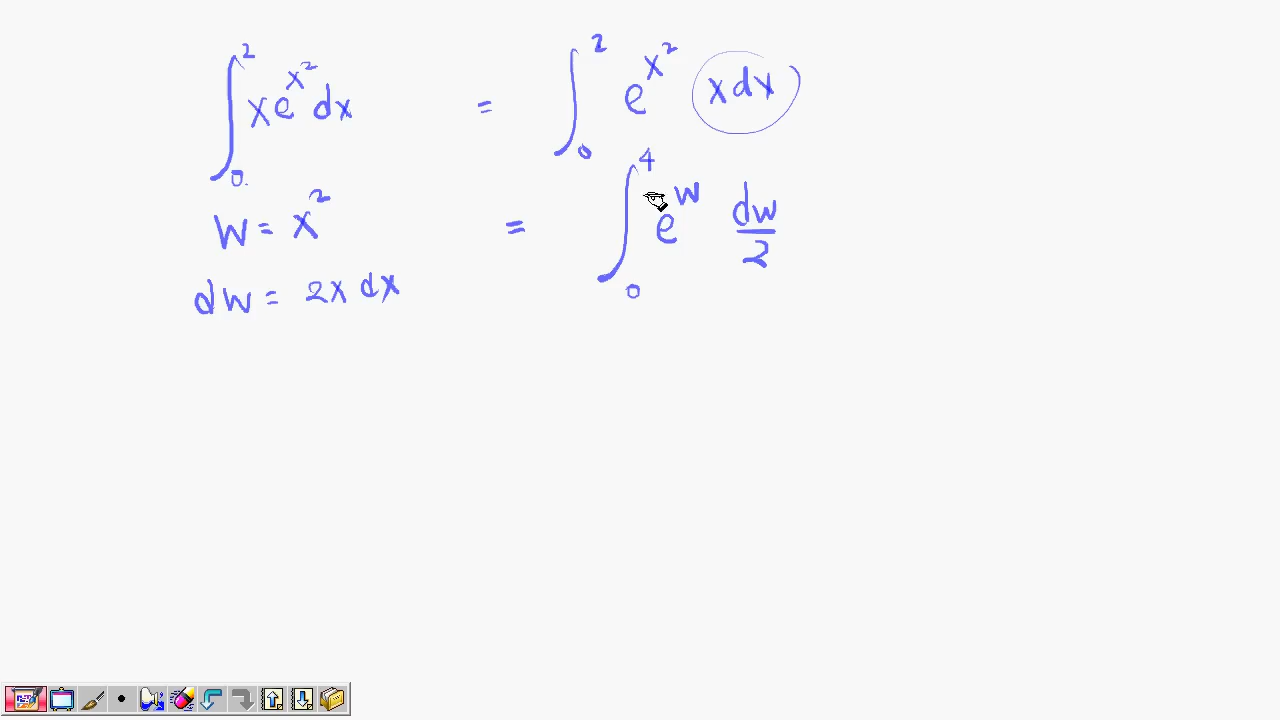 ∫₀² xe^{x²} dx = ∫₀² e^{x²} x dx
w = x² = ∫₀⁴ e^w dw/2
dw = 2x dx